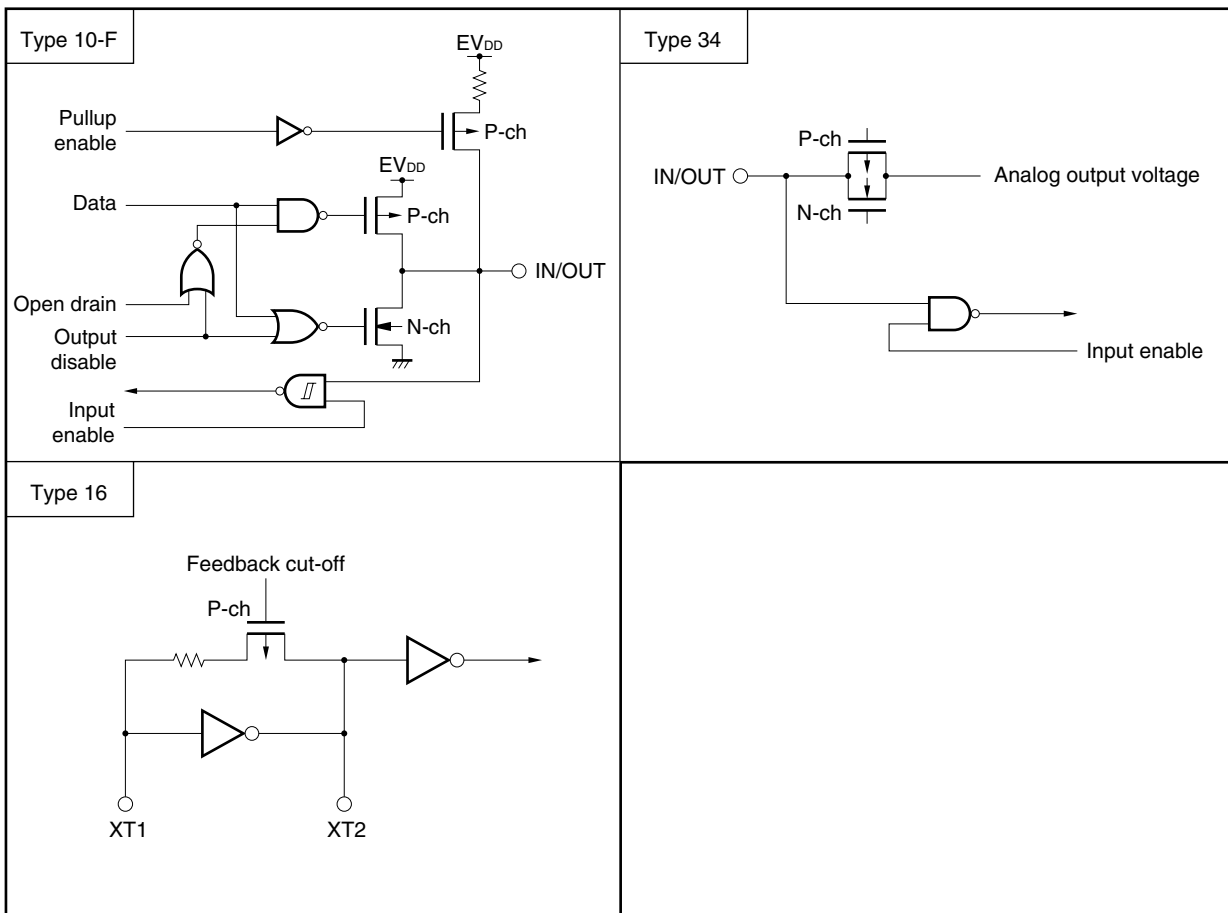 Type 10-F
EVDD
Pullup
enable
P-ch
EVDD
Data
P-ch
IN/OUT
Open drain
Output
disable
N-ch
Input
enable
Type 34
P-ch
IN/OUT
Analog output voltage
N-ch
Input enable
Type 16
Feedback cut-off
P-ch
XT1
XT2